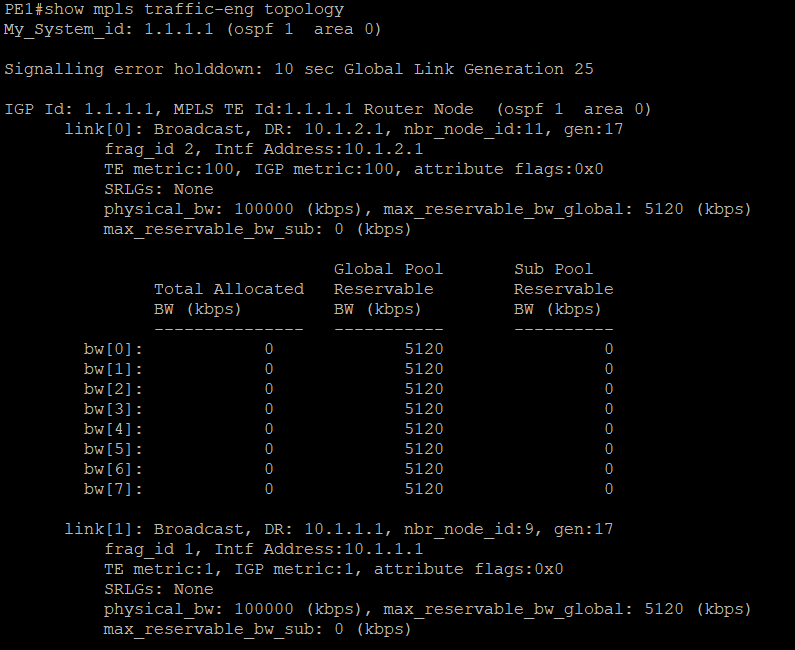 PE1#show mpls traffic-eng topology
My_System_id: 1.1.1.1 (ospf 1  area 0)
Signalling error holddown: 10 sec Global Link Generation 25
IGP Id: 1.1.1.1, MPLS TE Id:1.1.1.1 Router Node  (ospf 1  area 0)
      link[0]: Broadcast, DR: 10.1.2.1, nbr_node_id:11, gen:17
          frag_id 2, Intf Address:10.1.2.1
          TE metric:100, IGP metric:100, attribute flags:0x0
          SRLGs: None
          physical_bw: 100000 (kbps), max_reservable_bw_global: 5120 (kbps)
          max_reservable_bw_sub: 0 (kbps)
                                 Global Pool       Sub Pool
               Total Allocated   Reservable        Reservable
               BW (kbps)         BW (kbps)         BW (kbps)
               ---------------   -----------       ----------
        bw[0]:            0             5120                0
        bw[1]:            0             5120                0
        bw[2]:            0             5120                0
        bw[3]:            0             5120                0
        bw[4]:            0             5120                0
        bw[5]:            0             5120                0
        bw[6]:            0             5120                0
        bw[7]:            0             5120                0
      link[1]: Broadcast, DR: 10.1.1.1, nbr_node_id:9, gen:17
          frag_id 1, Intf Address:10.1.1.1
          TE metric:1, IGP metric:1, attribute flags:0x0
          SRLGs: None
          physical_bw: 100000 (kbps), max_reservable_bw_global: 5120 (kbps)
          max_reservable_bw_sub: 0 (kbps)